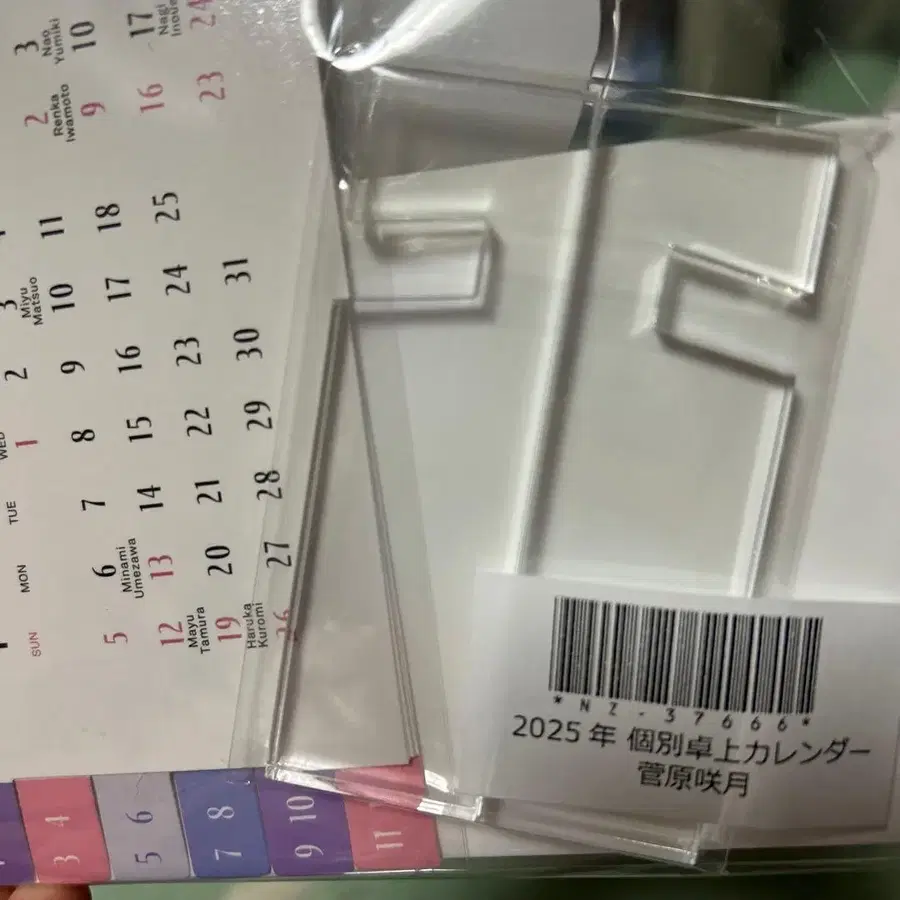 SUN MON TUE WED
1 2 3
Miyu
Matsuo
5 6 7 8 9 10 11
Minami
Umezawa
12 13 14 15 16 17 18
Mayu
Tamura
19 20 21 22 23 24 25
Haruka
Kuromi
26 27 28 29 30 31
2 3
Renka
Iwamoto
Nao
Yumiki
9 10
16 17
Nagi
Inoue
23 24
3 4
5 6
7 8
9 10
11
*NZ-37666*
2025年 個別卓上カレンダー
菅原咲月